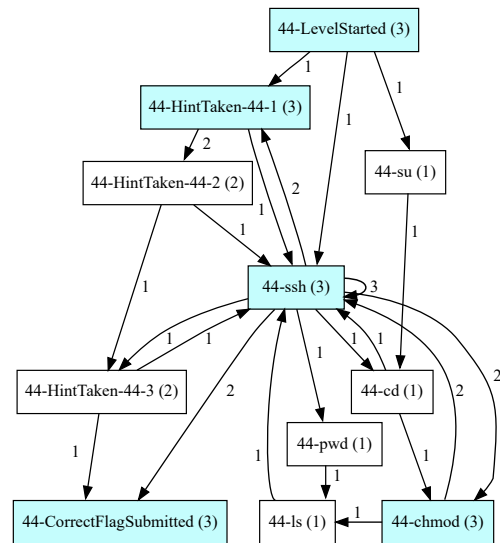 44-LevelStarted (3)
1
44-HintTaken-44-1 (3)
1
1
2
44-HintTaken-44-2 (2)
44-su (1)
1
2
1
1
1
44-ssh (3)
3
1
1
1
2
1
1
1
44-HintTaken-44-3 (2)
44-cd (1)
2
2
44-pwd (1)
1
1
1
1
44-CorrectFlagSubmitted (3)
44-ls (1)
1
44-chmod (3)